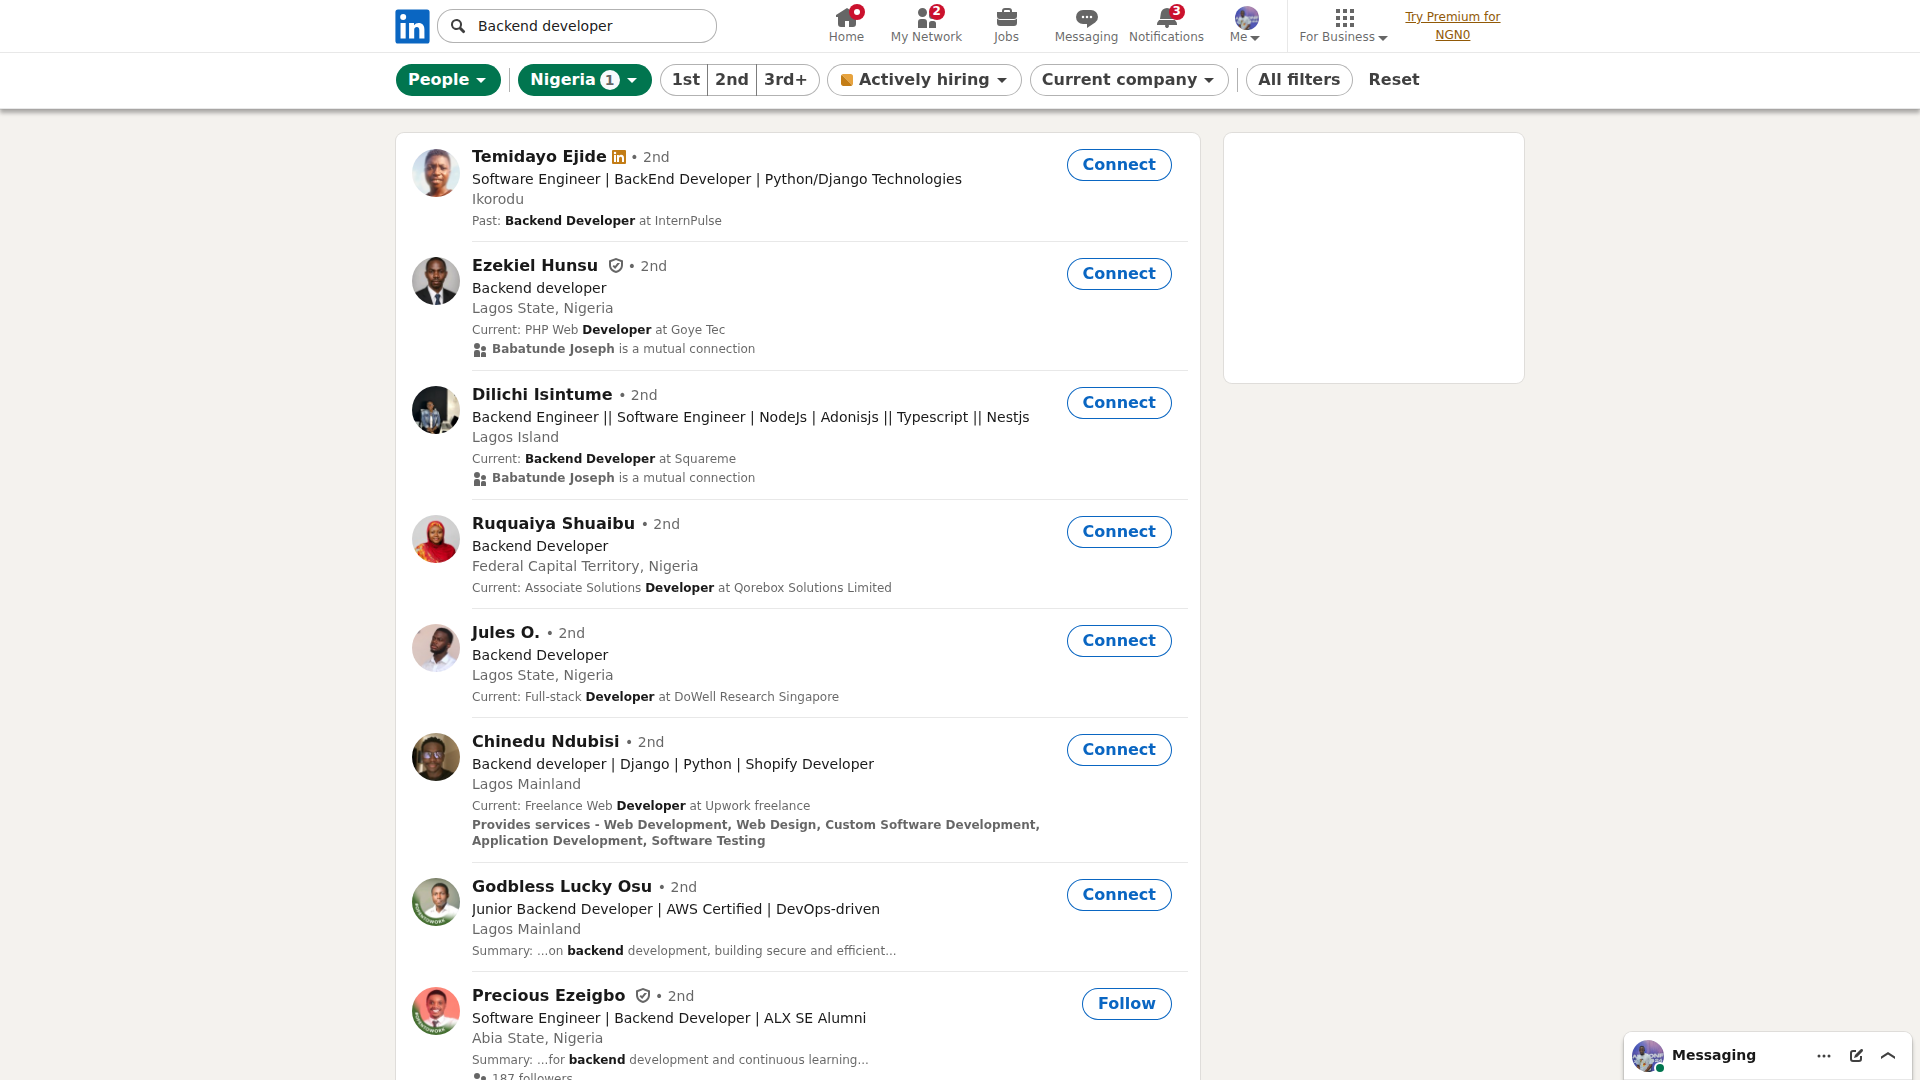 in
Backend developer
Home
2
My Network
Jobs
Messaging
3
Notifications
Me
For Business
Try Premium for
NGN0
People
Nigeria 1
1st
2nd
3rd+
Actively hiring
Current company
All filters
Reset
Temidayo Ejide in • 2nd
Connect
Software Engineer | BackEnd Developer | Python/Django Technologies
Ikorodu
Past: Backend Developer at InternPulse
Ezekiel Hunsu • 2nd
Connect
Backend developer
Lagos State, Nigeria
Current: PHP Web Developer at Goye Tec
Babatunde Joseph is a mutual connection
Dilichi Isintume • 2nd
Connect
Backend Engineer || Software Engineer | NodeJs | Adonisjs || Typescript || Nestjs
Lagos Island
Current: Backend Developer at Squareme
Babatunde Joseph is a mutual connection
Ruquaiya Shuaibu • 2nd
Connect
Backend Developer
Federal Capital Territory, Nigeria
Current: Associate Solutions Developer at Qorebox Solutions Limited
Jules O. • 2nd
Connect
Backend Developer
Lagos State, Nigeria
Current: Full-stack Developer at DoWell Research Singapore
Chinedu Ndubisi • 2nd
Connect
Backend developer | Django | Python | Shopify Developer
Lagos Mainland
Current: Freelance Web Developer at Upwork freelance
Provides services - Web Development, Web Design, Custom Software Development,
Application Development, Software Testing
Godbless Lucky Osu • 2nd
Connect
Junior Backend Developer | AWS Certified | DevOps-driven
Lagos Mainland
Summary: ...on backend development, building secure and efficient...
Precious Ezeigbo • 2nd
Follow
Software Engineer | Backend Developer | ALX SE Alumni
Abia State, Nigeria
Summary: ...for backend development and continuous learning...
187 followers
Messaging